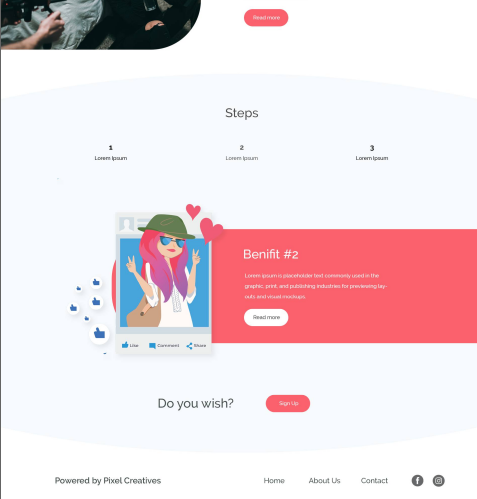 Read more
Steps
1
2
3
Lorem Ipsum
Lorem Ipsum
Lorem Ipsum
Benifit #2
Lorem ipsum is placeholder text commonly used in the
graphic, print, and publishing industries for previewing lay-
outs and visual mockups.
Read more
Like
Comment
Share
Do you wish?
Sign Up
Powered by Pixel Creatives
Home
About Us
Contact